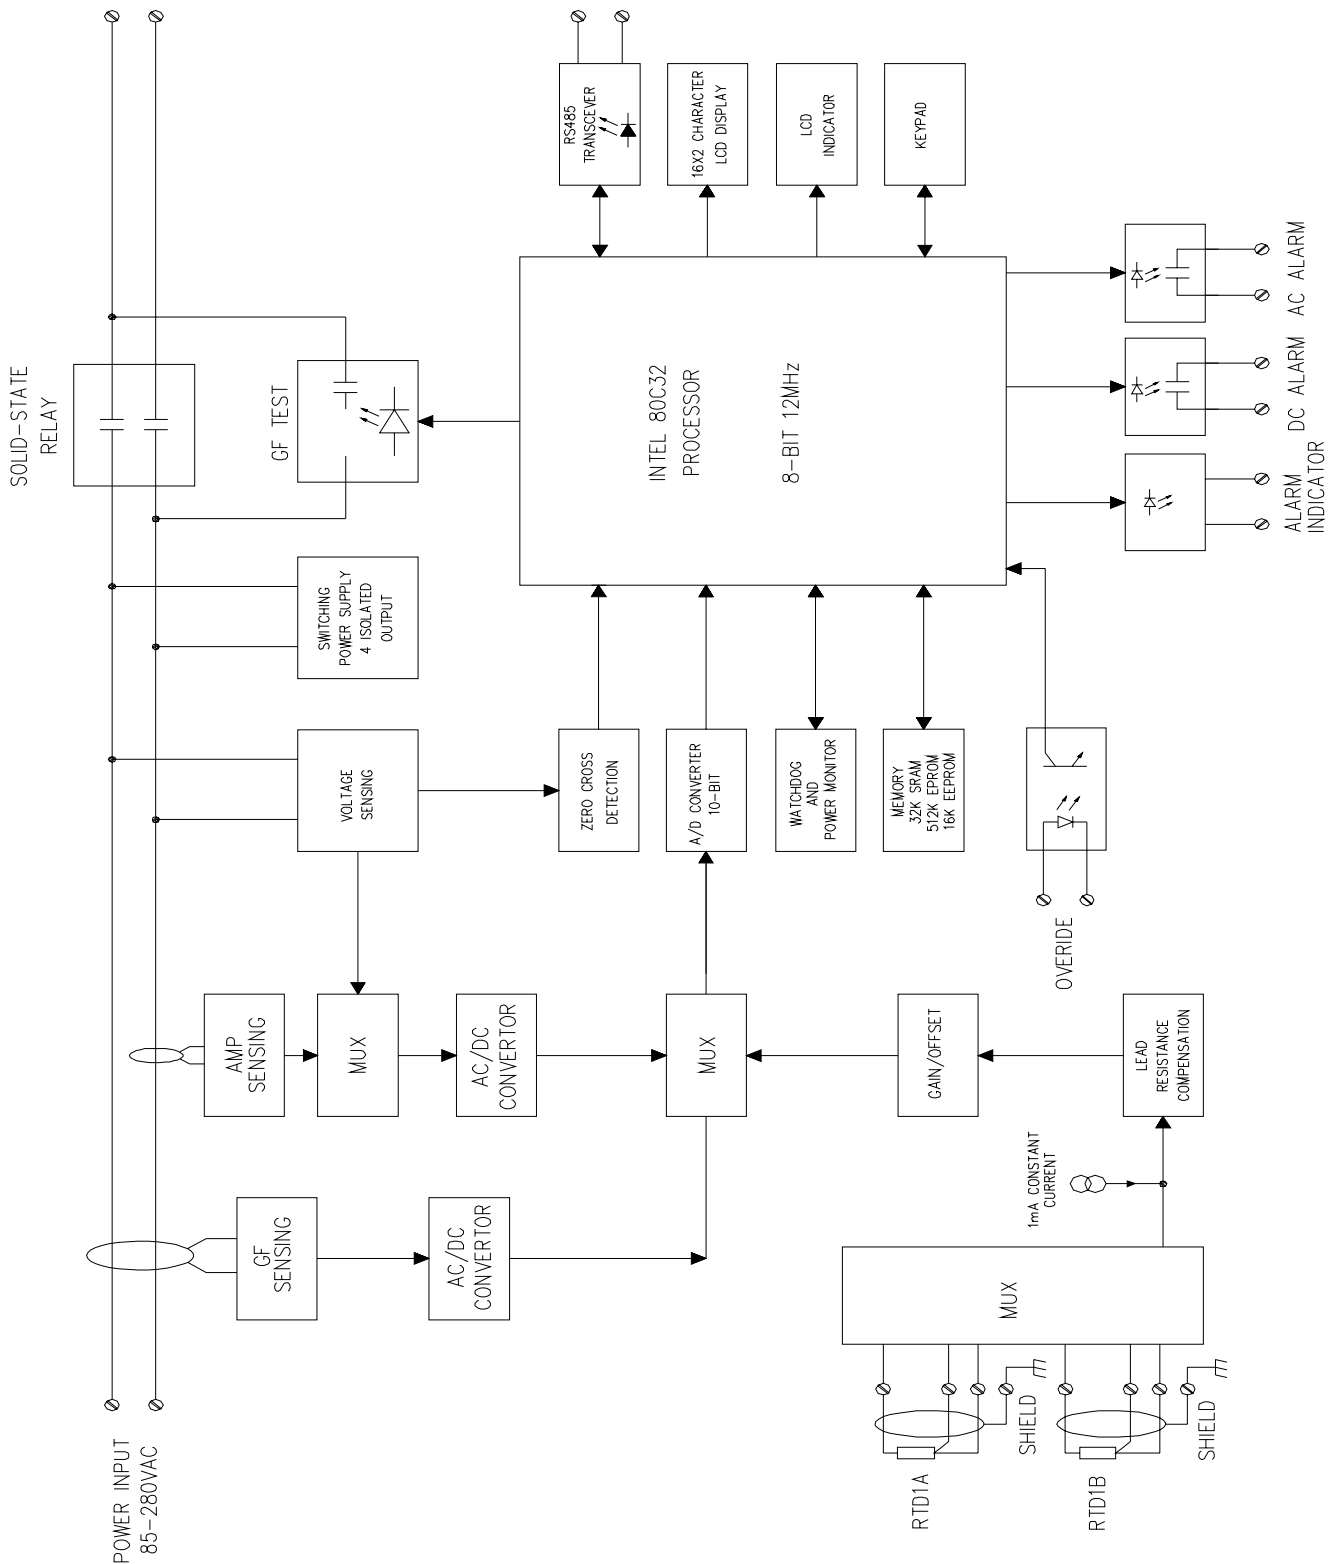 POWER INPUT
85-280VAC
SOLID-STATE
RELAY
GF
SENSING
AMP
SENSING
VOLTAGE
SENSING
SWITCHING
POWER SUPPLY
4 ISOLATED
OUTPUT
GF TEST
MUX
AC/DC
CONVERTOR
AC/DC
CONVERTOR
ZERO CROSS
DETECTION
A/D CONVERTER
10-BIT
WATCHDOG
AND
POWER MONITOR
MEMORY
32K SRAM
512K EPROM
16K EEPROM
INTEL 80C32
PROCESSOR
8-BIT 12MHz
RS485
TRANSCEVER
16X2 CHARACTER
LCD DISPLAY
LCD
INDICATOR
KEYPAD
MUX
GAIN/OFFSET
LEAD
RESISTANCE
COMPENSATION
1mA CONSTANT
CURRENT
MUX
RTD1A
SHIELD
RTD1B
SHIELD
OVERIDE
ALARM
INDICATOR
DC ALARM
AC ALARM